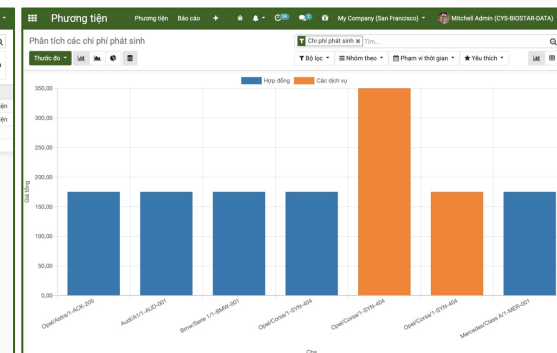 Phương tiện
Phương tiện Báo cáo + My Company (San Francisco) Mitchell Admin (CYS-BIOSTAR-DATA)
Phân tích các chi phí phát sinh
Chi phí phát sinh × Tìm...
Thước đo
Bộ lọc Nhóm theo Phạm vi thời gian Yêu thích
Hợp đồng Các dịch vụ
350,00
300,00
250,00
200,00
150,00
100,00
50,00
0,00
Giá tổng
Opel/Astra/1-ACK-205
Audi/A1/1-AUD-001
Bmw/Serie 1/1-BMW-001
Opel/Corsa/1-SYN-404
Opel/Corsa/1-SYN-404
Opel/Corsa/1-SYN-404
Mercedes/Class A/1-MER-001